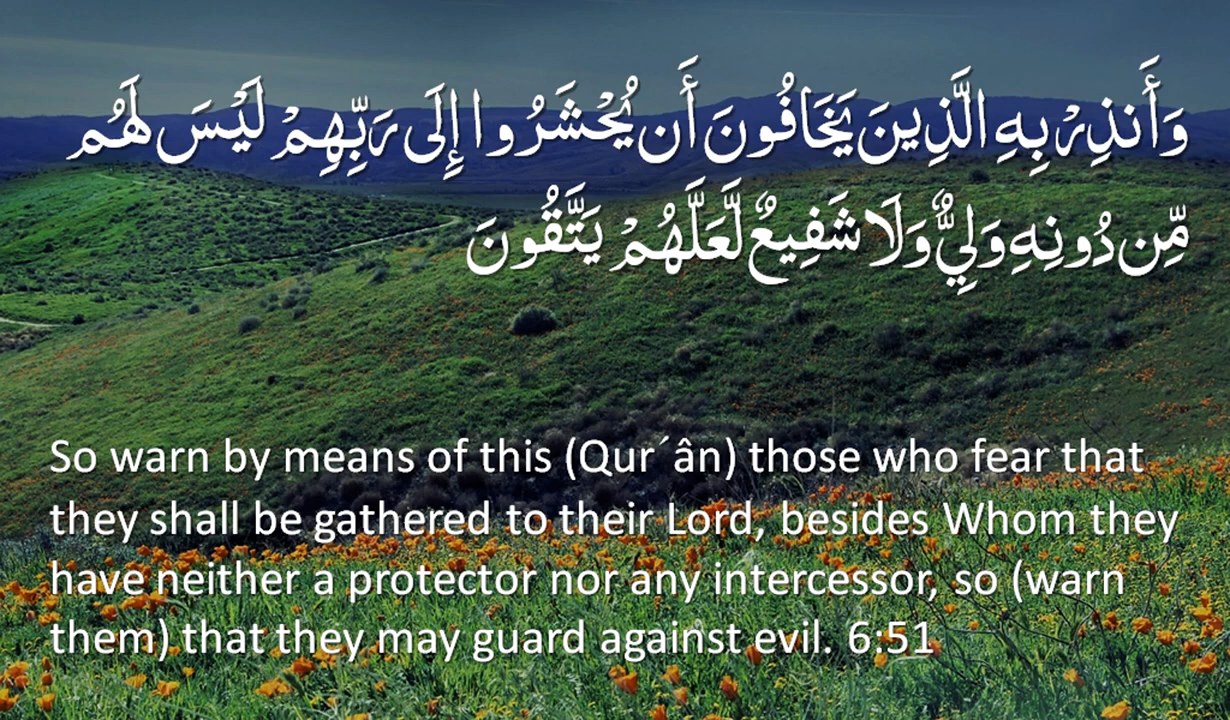 وَأَنذِرْ بِهِ الَّذِينَ يَخَافُونَ أَن يُحْشَرُوا إِلَى رَبِّهِمْ لَيْسَ لَهُم
مِّن دُونِهِ وَلِيٌّ وَلَا شَفِيعٌ لَّعَلَّهُمْ يَتَّقُونَ
So warn by means of this (Qur´ân) those who fear that
they shall be gathered to their Lord, besides Whom they
have neither a protector nor any intercessor, so (warn
them) that they may guard against evil. 6:51